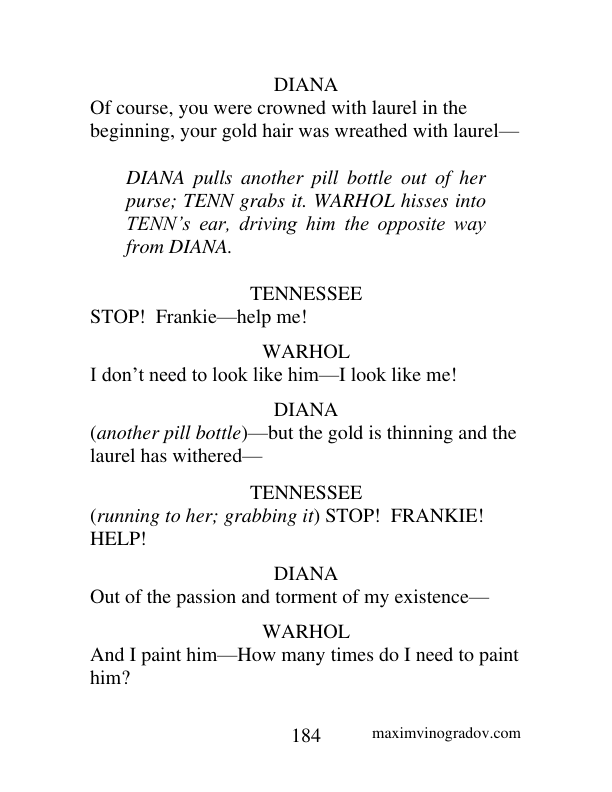 DIANA
Of course, you were crowned with laurel in the
beginning, your gold hair was wreathed with laurel—
DIANA pulls another pill bottle out of her
purse; TENN grabs it. WARHOL hisses into
TENN’s ear, driving him the opposite way
from DIANA.
TENNESSEE
STOP!  Frankie—help me!
WARHOL
I don’t need to look like him—I look like me!
DIANA
(another pill bottle)—but the gold is thinning and the
laurel has withered—
TENNESSEE
(running to her; grabbing it) STOP!  FRANKIE!
HELP!
DIANA
Out of the passion and torment of my existence—
WARHOL
And I paint him—How many times do I need to paint
him?
184 maximvinogradov.com